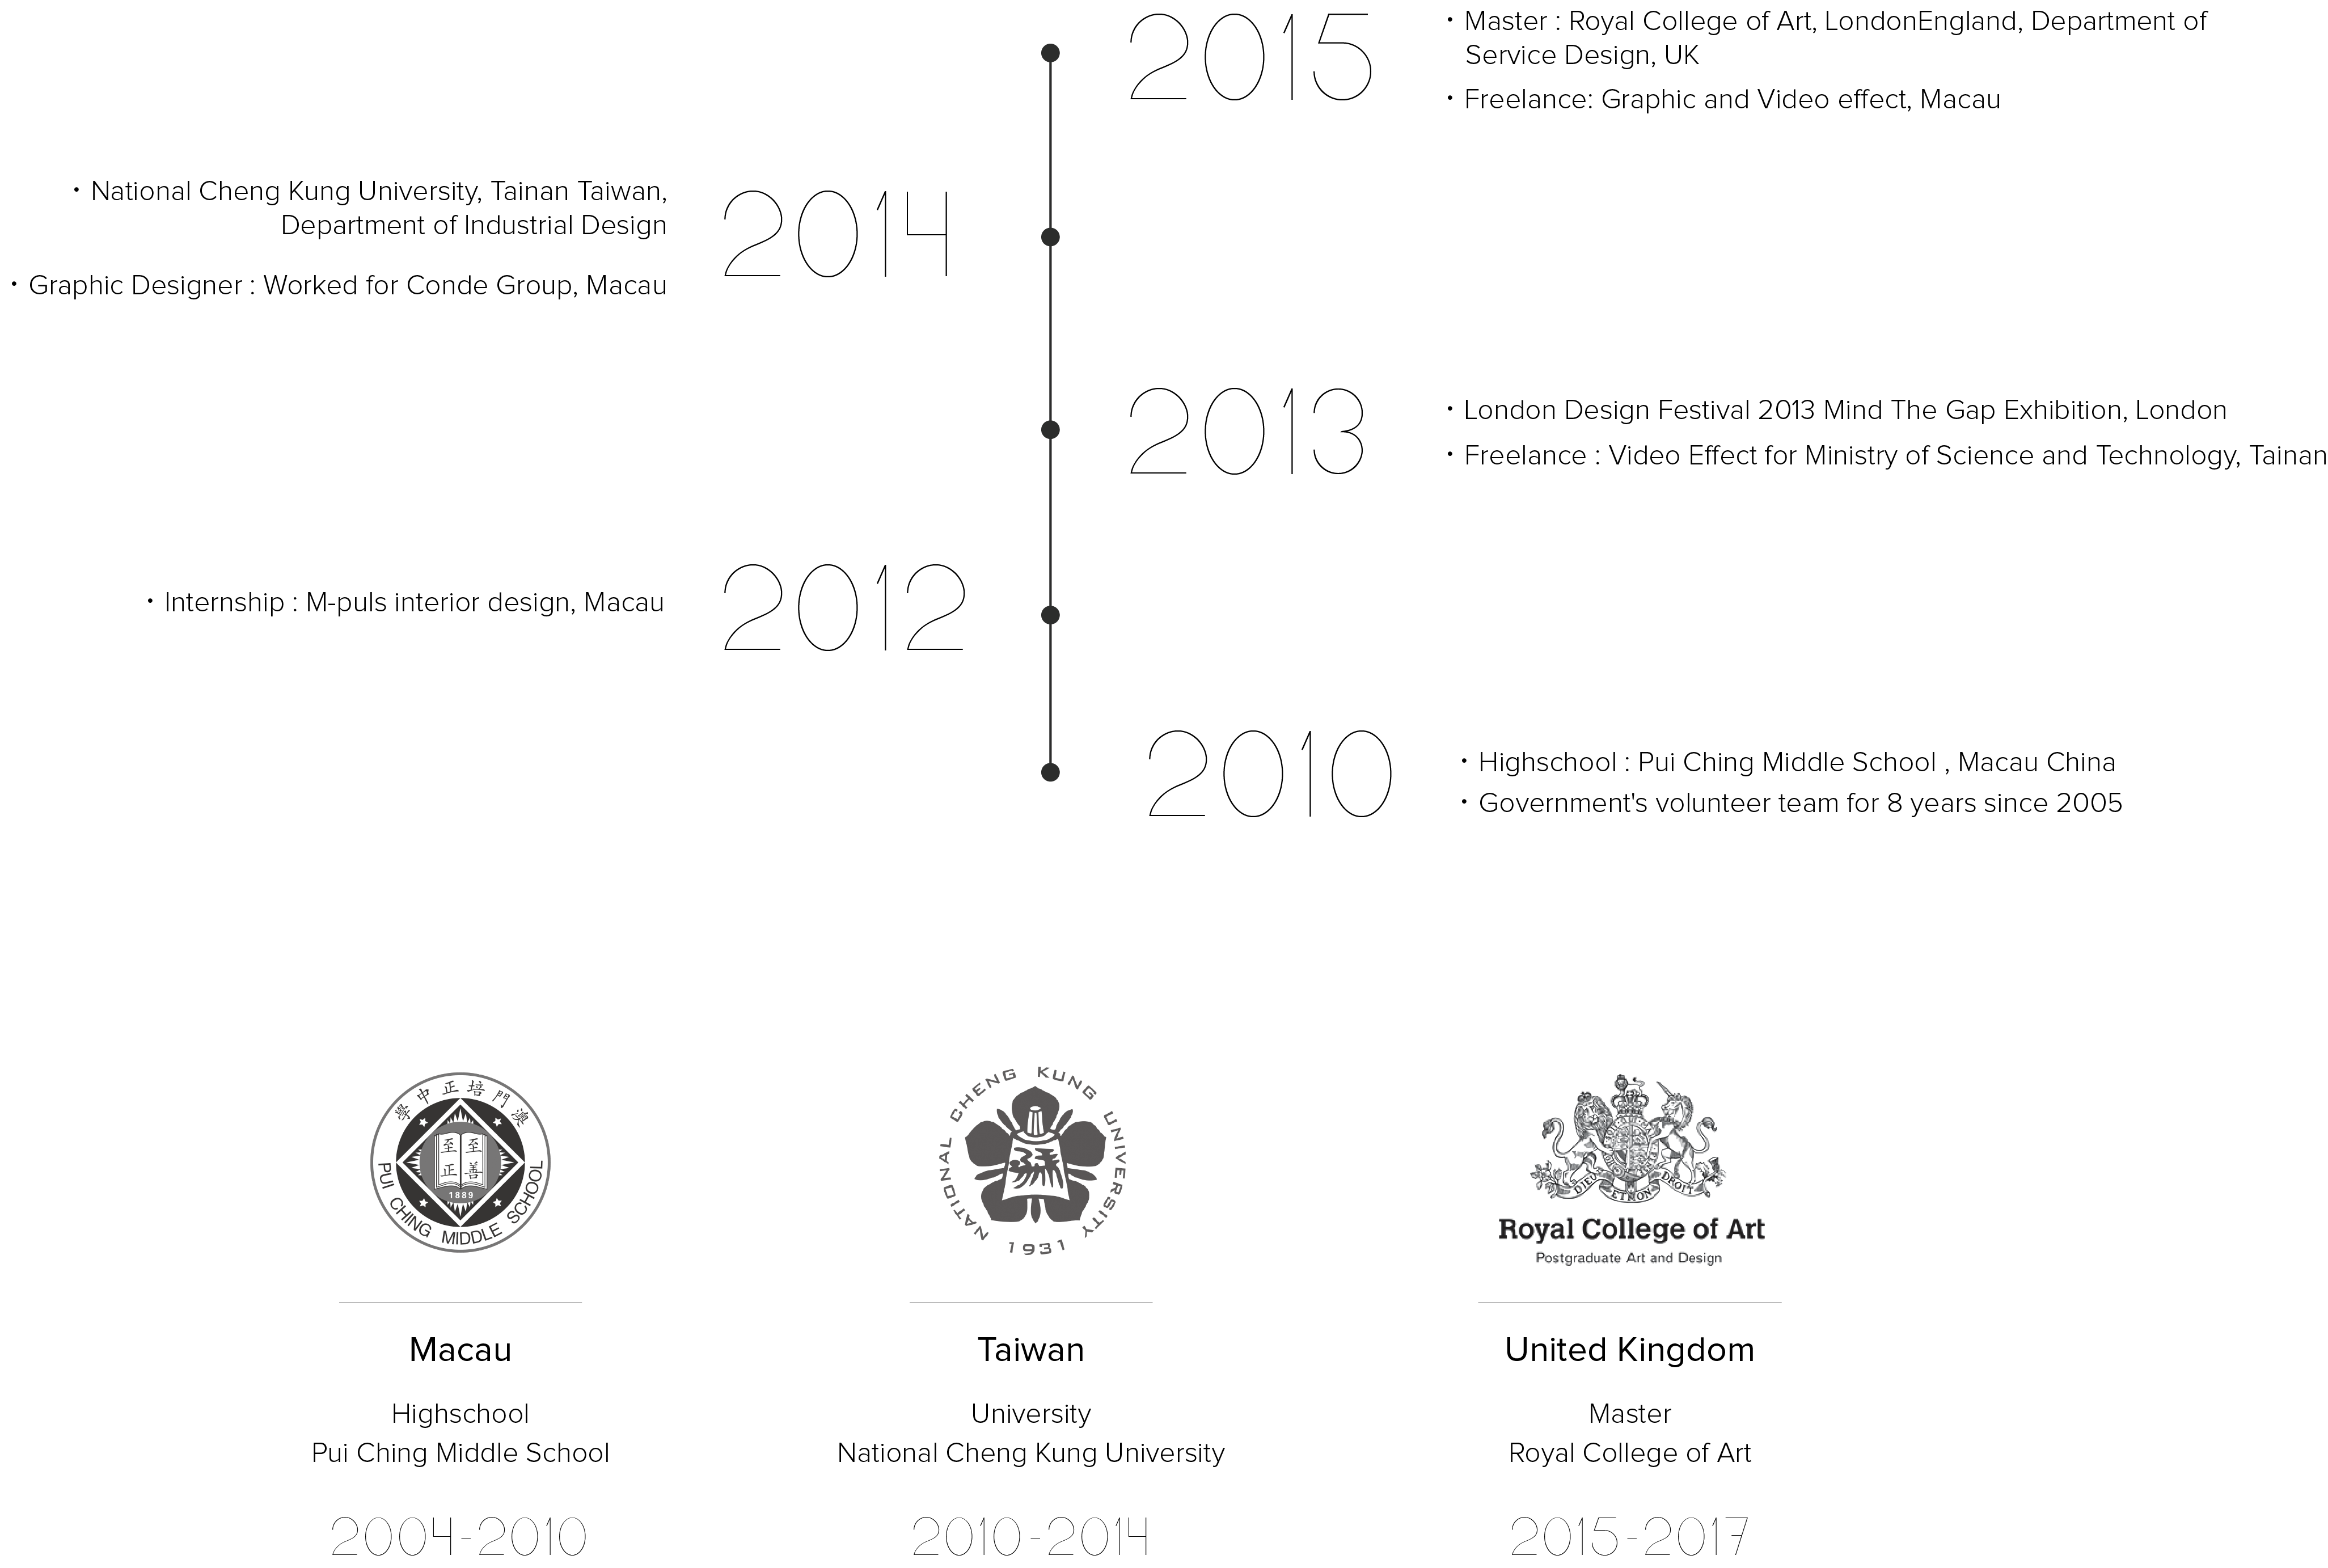 2015
• Master : Royal College of Art, LondonEngland, Department of
Service Design, UK
• Freelance: Graphic and Video effect, Macau
• National Cheng Kung University, Tainan Taiwan,
Department of Industrial Design
• Graphic Designer : Worked for Conde Group, Macau
2014
2013
• London Design Festival 2013 Mind The Gap Exhibition, London
• Freelance : Video Effect for Ministry of Science and Technology, Tainan
• Internship : M-puls interior design, Macau
2012
2010
• Highschool : Pui Ching Middle School , Macau China
• Government's volunteer team for 8 years since 2005
學中正培門澳
至至
正善
1889
PUI CHING MIDDLE SCHOOL
NATIONAL CHENG KUNG UNIVERSITY
1931
DIEU ET MON DROIT
Royal College of Art
Postgraduate Art and Design
Macau
Highschool
Pui Ching Middle School
2004-2010
Taiwan
University
National Cheng Kung University
2010-2014
United Kingdom
Master
Royal College of Art
2015-2017